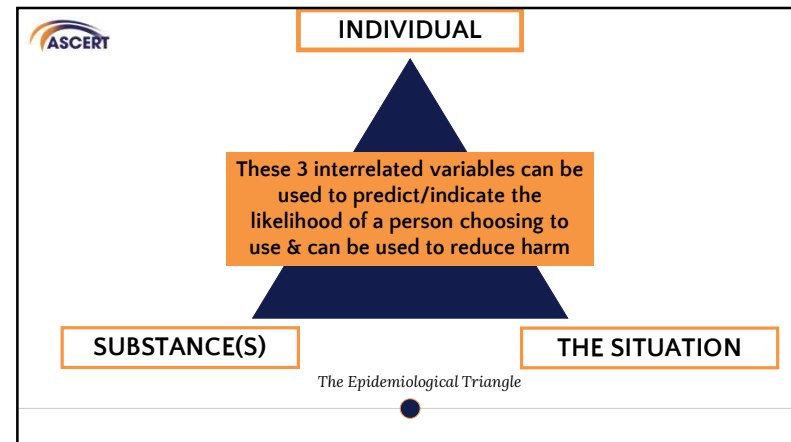 ASCERT
INDIVIDUAL
These 3 interrelated variables can be
used to predict/indicate the
likelihood of a person choosing to
use & can be used to reduce harm
SUBSTANCE(S)
THE SITUATION
The Epidemiological Triangle